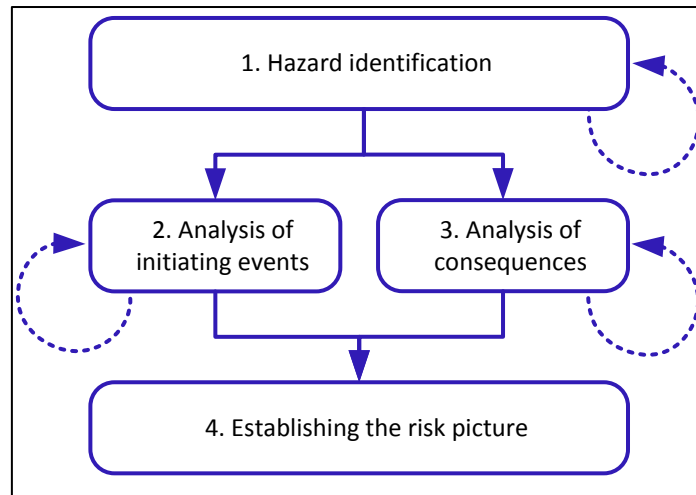 1. Hazard identification
2. Analysis of
initiating events
3. Analysis of
consequences
4. Establishing the risk picture